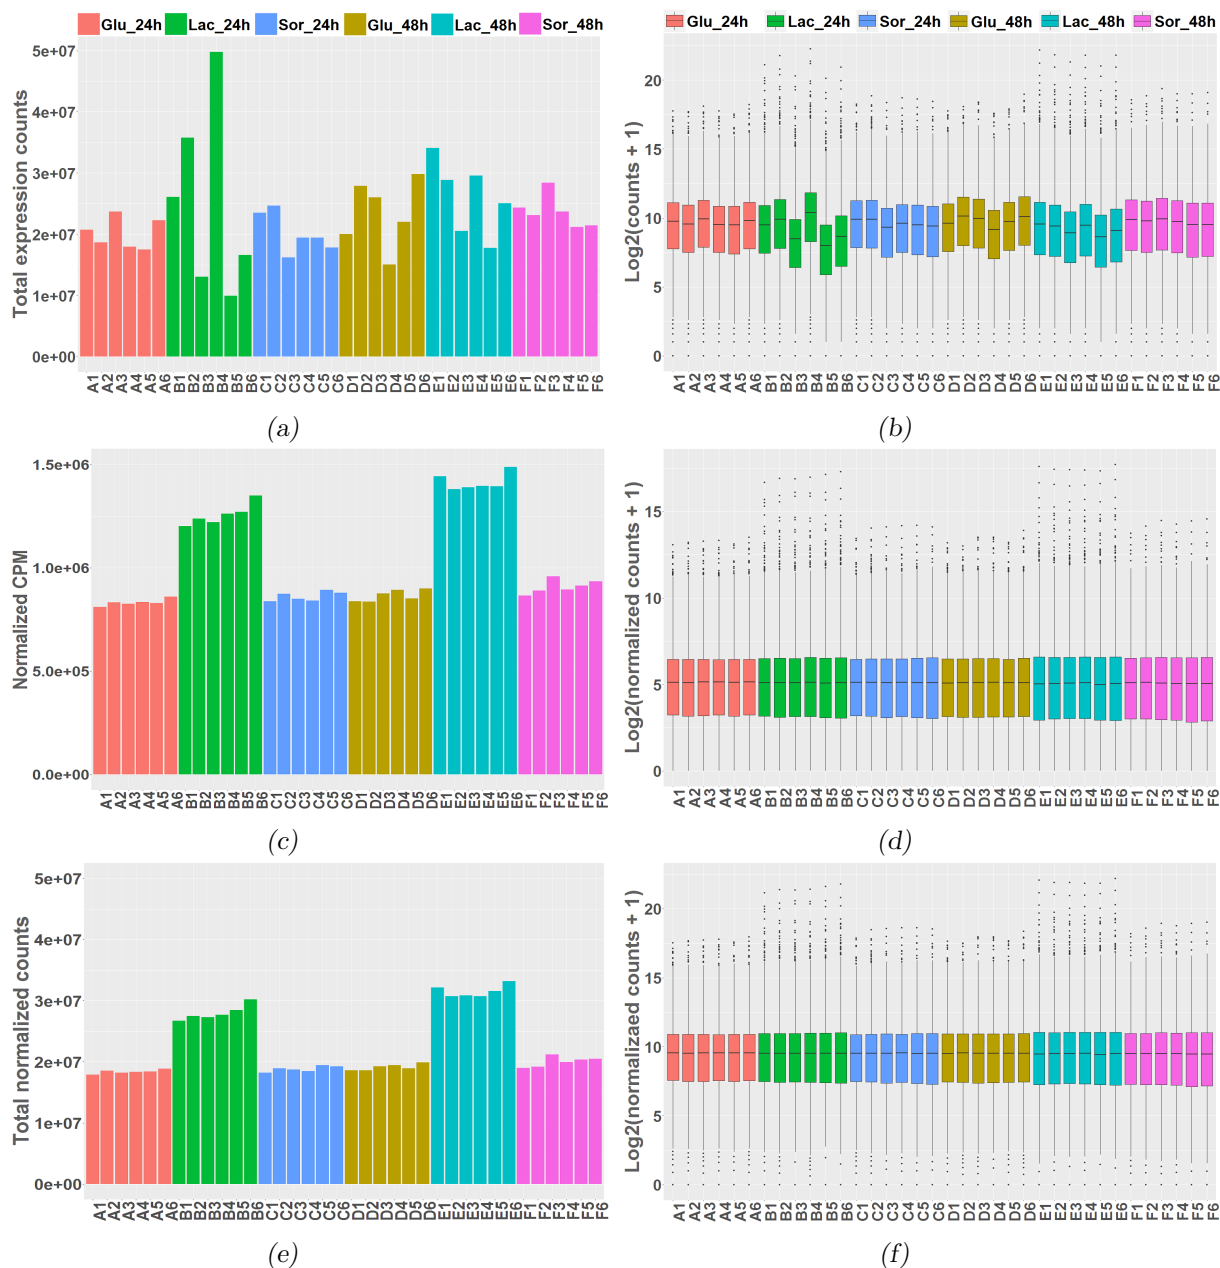 Glu_24h Lac_24h Sor_24h Glu_48h Lac_48h Sor_48h
Total expression counts
5e+07
4e+07
3e+07
2e+07
1e+07
0e+00
A1 A2 A3 A4 A5 A6 B1 B2 B3 B4 B5 B6 C1 C2 C3 C4 C5 C6 D1 D2 D3 D4 D5 D6 E1 E2 E3 E4 E5 E6 F1 F2 F3 F4 F5 F6
(a)
Glu_24h Lac_24h Sor_24h Glu_48h Lac_48h Sor_48h
Log2(counts + 1)
20
15
10
5
0
A1 A2 A3 A4 A5 A6 B1 B2 B3 B4 B5 B6 C1 C2 C3 C4 C5 C6 D1 D2 D3 D4 D5 D6 E1 E2 E3 E4 E5 E6 F1 F2 F3 F4 F5 F6
(b)
Normalized CPM
1.5e+06
1.0e+06
5.0e+05
0.0e+00
A1 A2 A3 A4 A5 A6 B1 B2 B3 B4 B5 B6 C1 C2 C3 C4 C5 C6 D1 D2 D3 D4 D5 D6 E1 E2 E3 E4 E5 E6 F1 F2 F3 F4 F5 F6
(c)
Log2(normalized counts + 1)
15
10
5
0
A1 A2 A3 A4 A5 A6 B1 B2 B3 B4 B5 B6 C1 C2 C3 C4 C5 C6 D1 D2 D3 D4 D5 D6 E1 E2 E3 E4 E5 E6 F1 F2 F3 F4 F5 F6
(d)
Total normalized counts
5e+07
4e+07
3e+07
2e+07
1e+07
0e+00
A1 A2 A3 A4 A5 A6 B1 B2 B3 B4 B5 B6 C1 C2 C3 C4 C5 C6 D1 D2 D3 D4 D5 D6 E1 E2 E3 E4 E5 E6 F1 F2 F3 F4 F5 F6
(e)
Log2(normalizaed counts + 1)
20
15
10
5
0
A1 A2 A3 A4 A5 A6 B1 B2 B3 B4 B5 B6 C1 C2 C3 C4 C5 C6 D1 D2 D3 D4 D5 D6 E1 E2 E3 E4 E5 E6 F1 F2 F3 F4 F5 F6
(f)